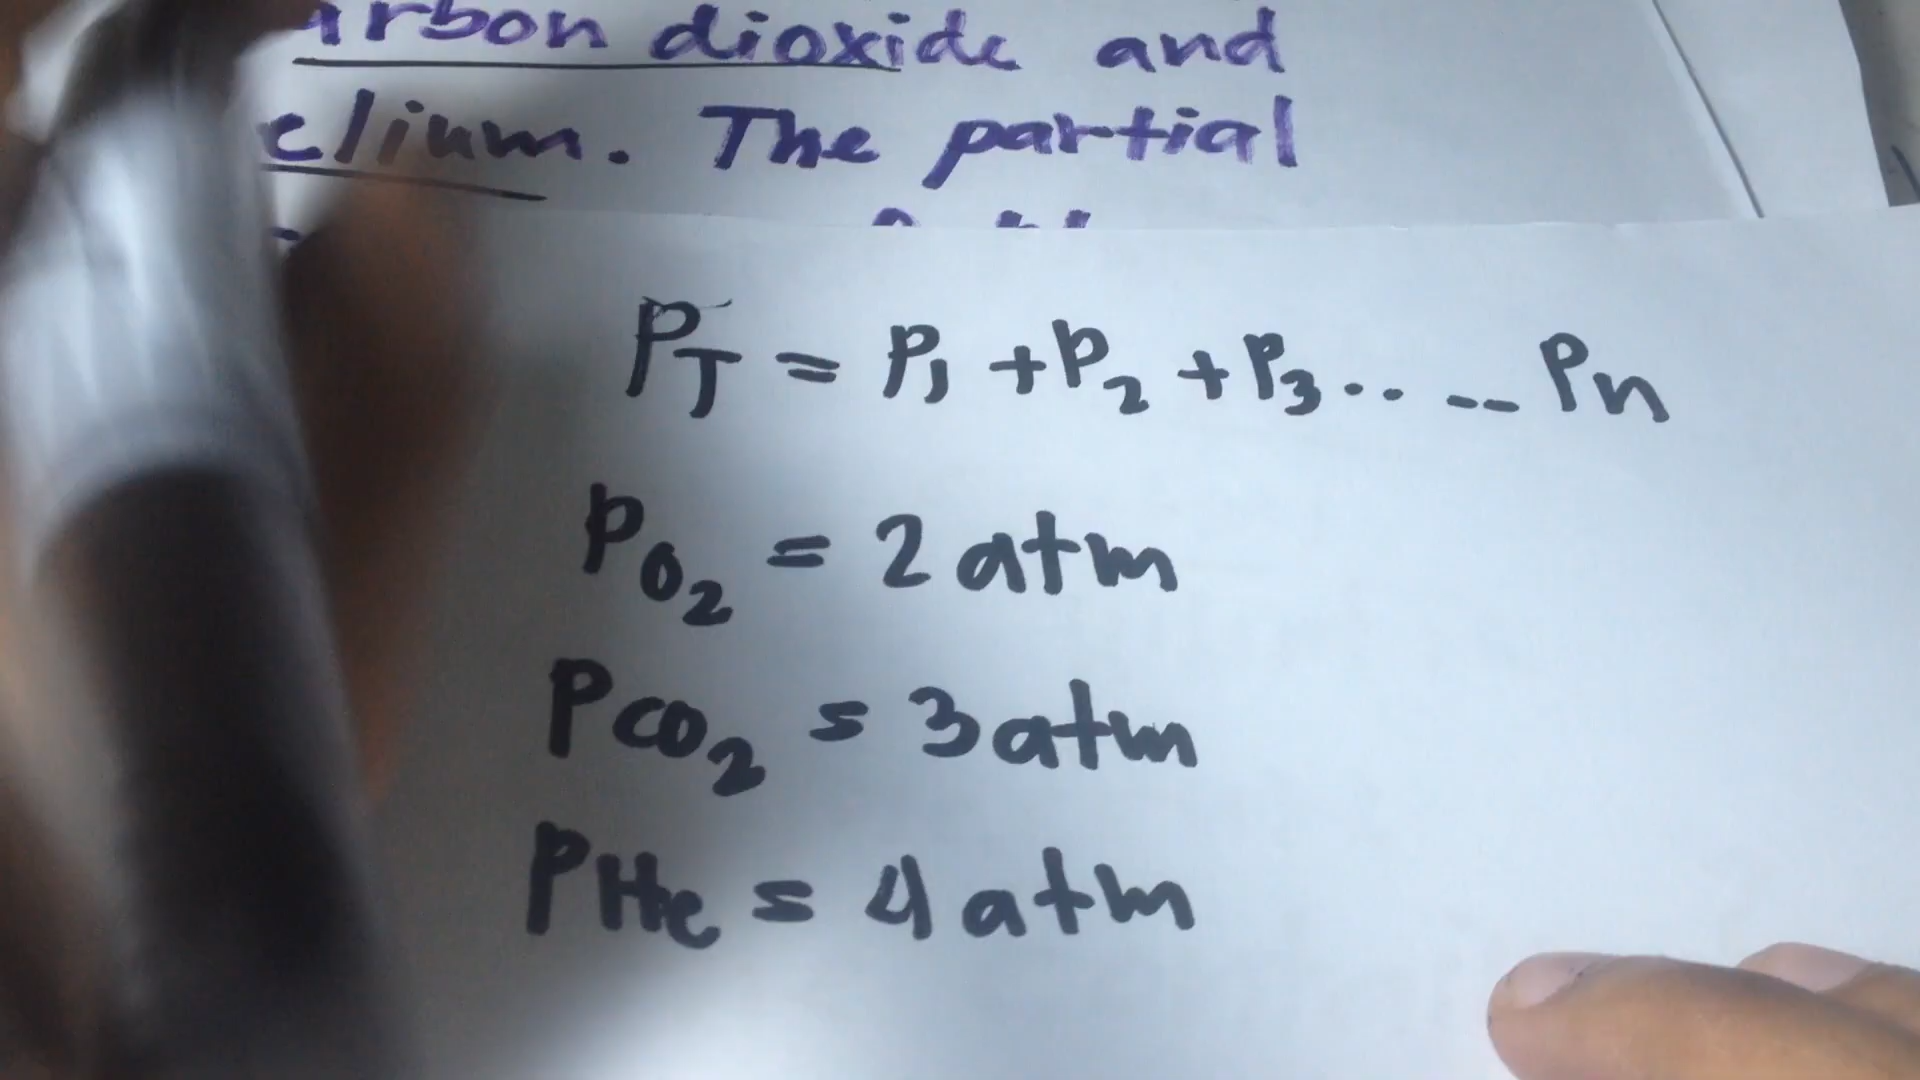 arbon dioxide and
elium. The partial
PT = P1 + P2 + P3 .. . -- Pn
PO2 = 2 atm
PCO2 = 3 atm
PHe = 4 atm